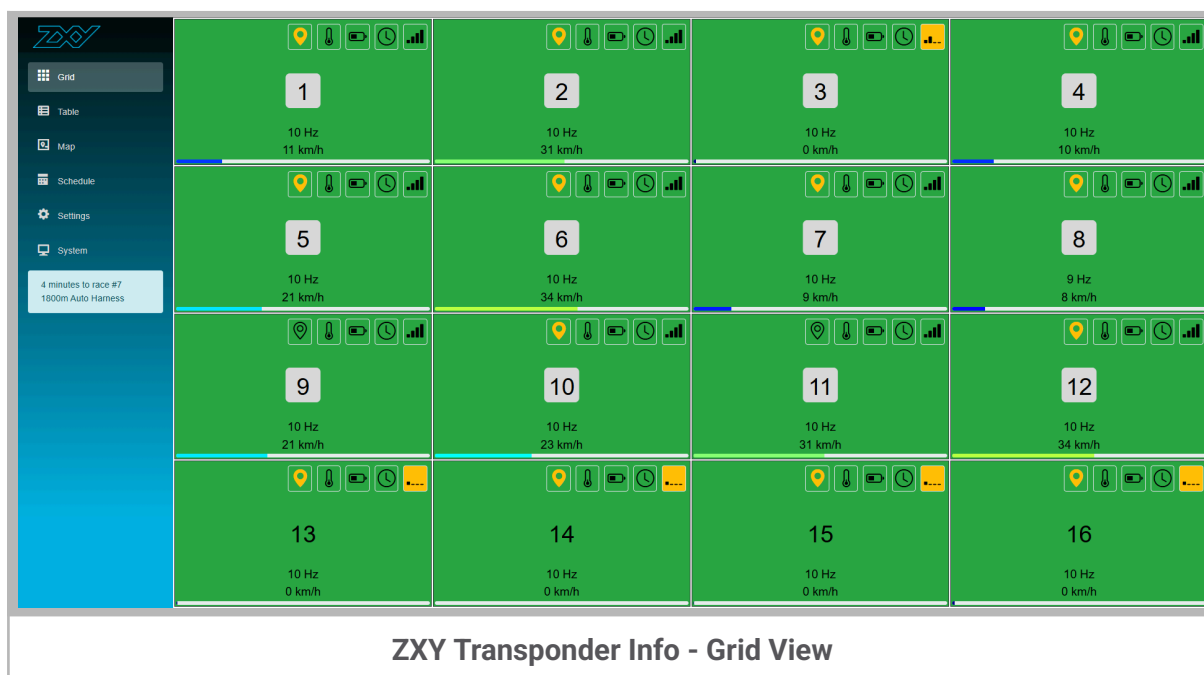 ZXY
Grid
Table
Map
Schedule
Settings
System
4 minutes to race #7
1800m Auto Harness
1
10 Hz
11 km/h
2
10 Hz
31 km/h
3
10 Hz
0 km/h
4
10 Hz
10 km/h
5
10 Hz
21 km/h
6
10 Hz
34 km/h
7
10 Hz
9 km/h
8
9 Hz
8 km/h
9
10 Hz
21 km/h
10
10 Hz
23 km/h
11
10 Hz
31 km/h
12
10 Hz
34 km/h
13
10 Hz
0 km/h
14
10 Hz
0 km/h
15
10 Hz
0 km/h
16
10 Hz
0 km/h
ZXY Transponder Info - Grid View